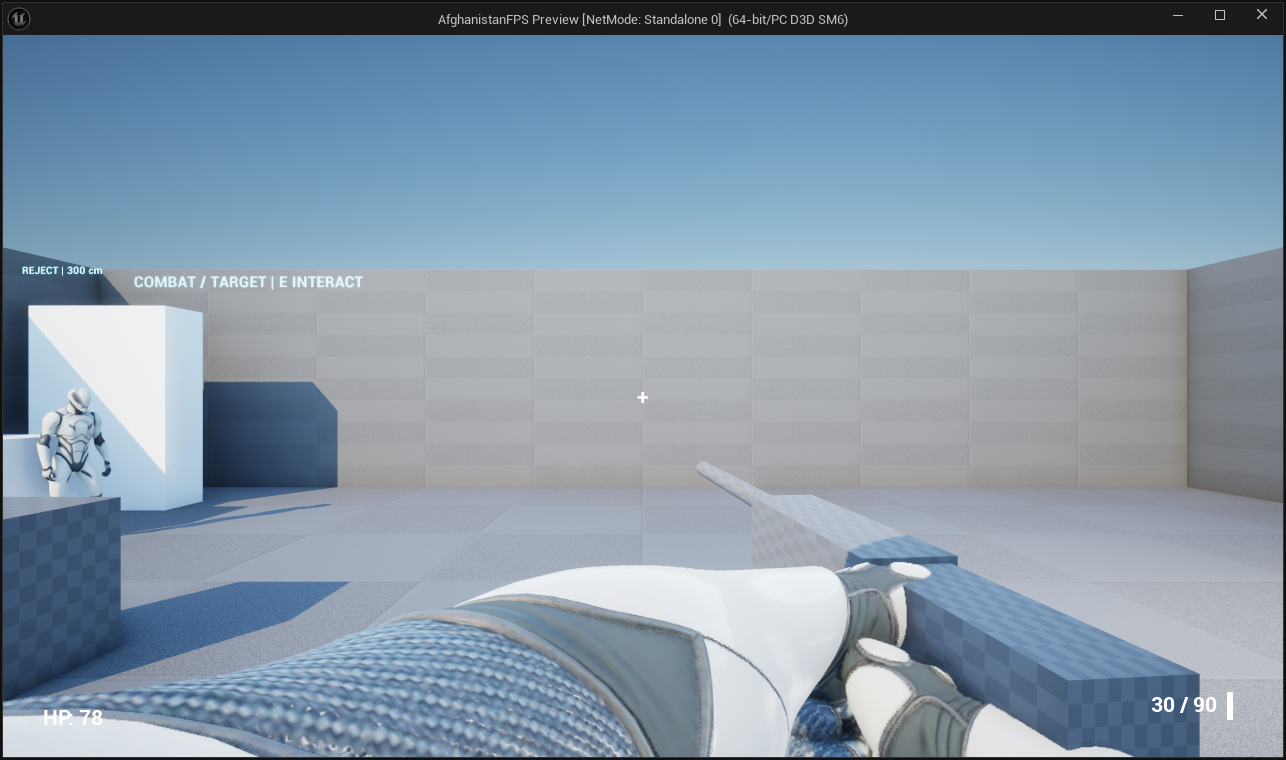 AfghanistanFPS Preview [NetMode: Standalone 0] (64-bit/PC D3D SM6)
REJECT | 300 cm
COMBAT / TARGET | E INTERACT
HP: 78
30 / 90